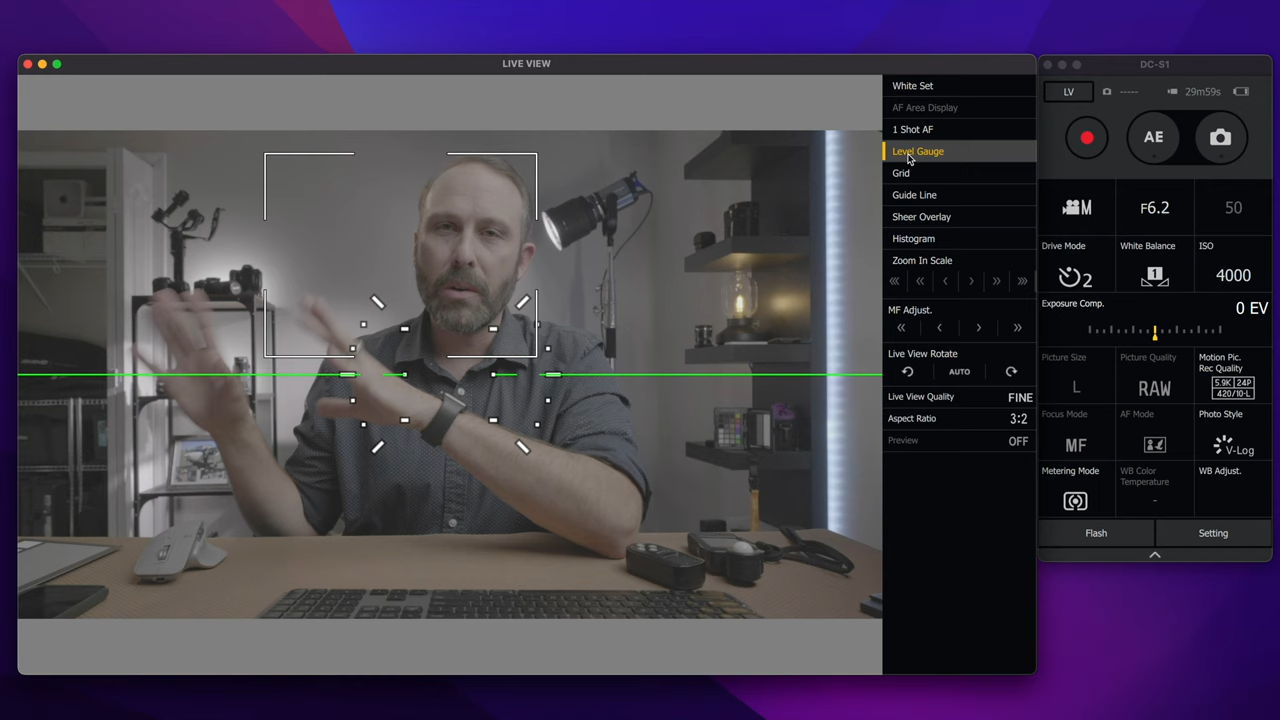 LIVE VIEW
White Set
AF Area Display
1 Shot AF
Level Gauge
Grid
Guide Line
Sheer Overlay
Histogram
Zoom In Scale
MF Adjust.
Live View Rotate
AUTO
Live View Quality FINE
Aspect Ratio 3:2
Preview OFF
DC-S1
LV ----- 29m59s
AE
M F6.2 50
Drive Mode White Balance ISO
2 1 4000
Exposure Comp. 0 EV
Picture Size Picture Quality Motion Pic. Rec Quality
L RAW 5.9K 24P 420/10-L
Focus Mode AF Mode Photo Style
MF V-Log
Metering Mode WB Color Temperature WB Adjust.
-
Flash Setting